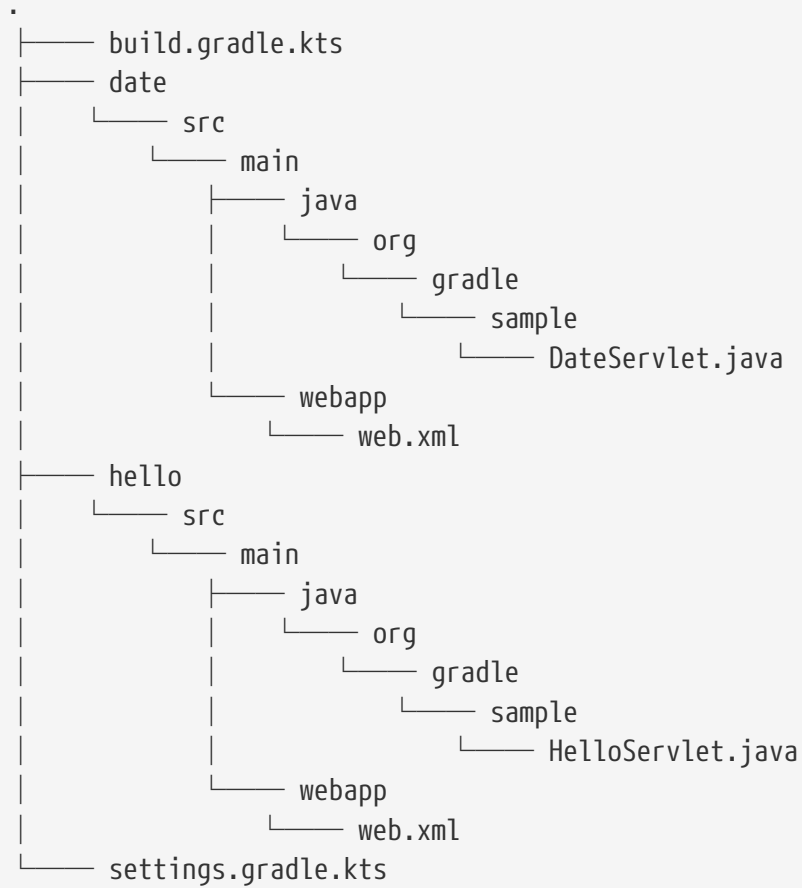 .
├── build.gradle.kts
├── date
│   └── src
│       └── main
│           ├── java
│           │   └── org
│           │       └── gradle
│           │           └── sample
│           │               └── DateServlet.java
│           └── webapp
│               └── web.xml
├── hello
│   └── src
│       └── main
│           ├── java
│           │   └── org
│           │       └── gradle
│           │           └── sample
│           │               └── HelloServlet.java
│           └── webapp
│               └── web.xml
└── settings.gradle.kts